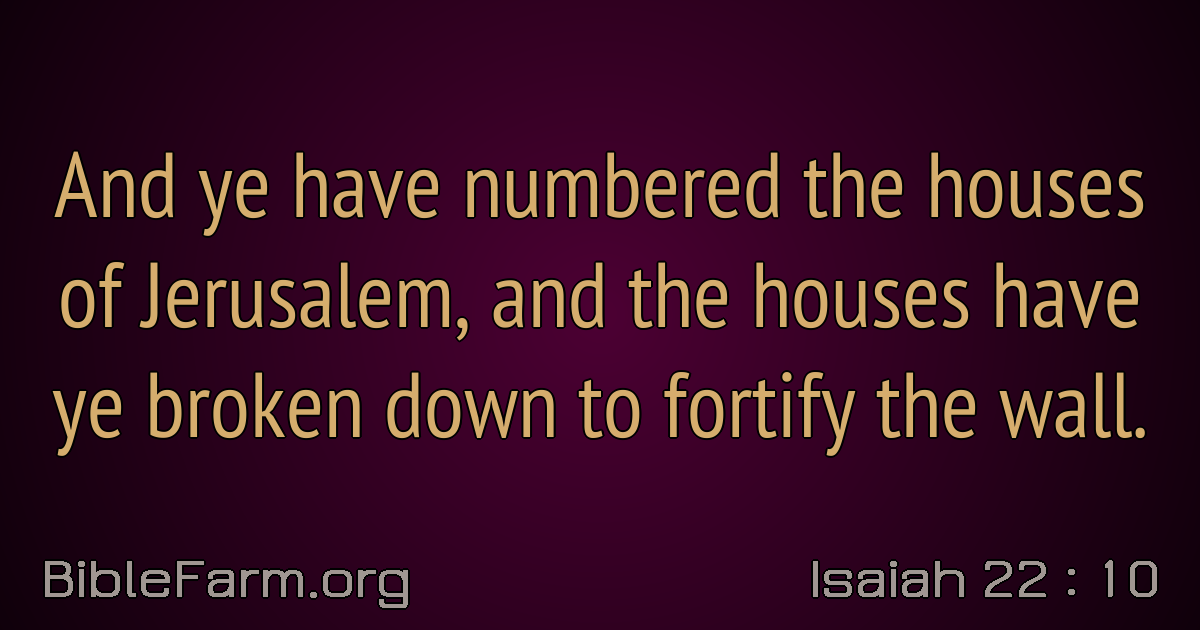 And ye have numbered the houses
of Jerusalem, and the houses have
ye broken down to fortify the wall.
BibleFarm.org
Isaiah 22 : 10